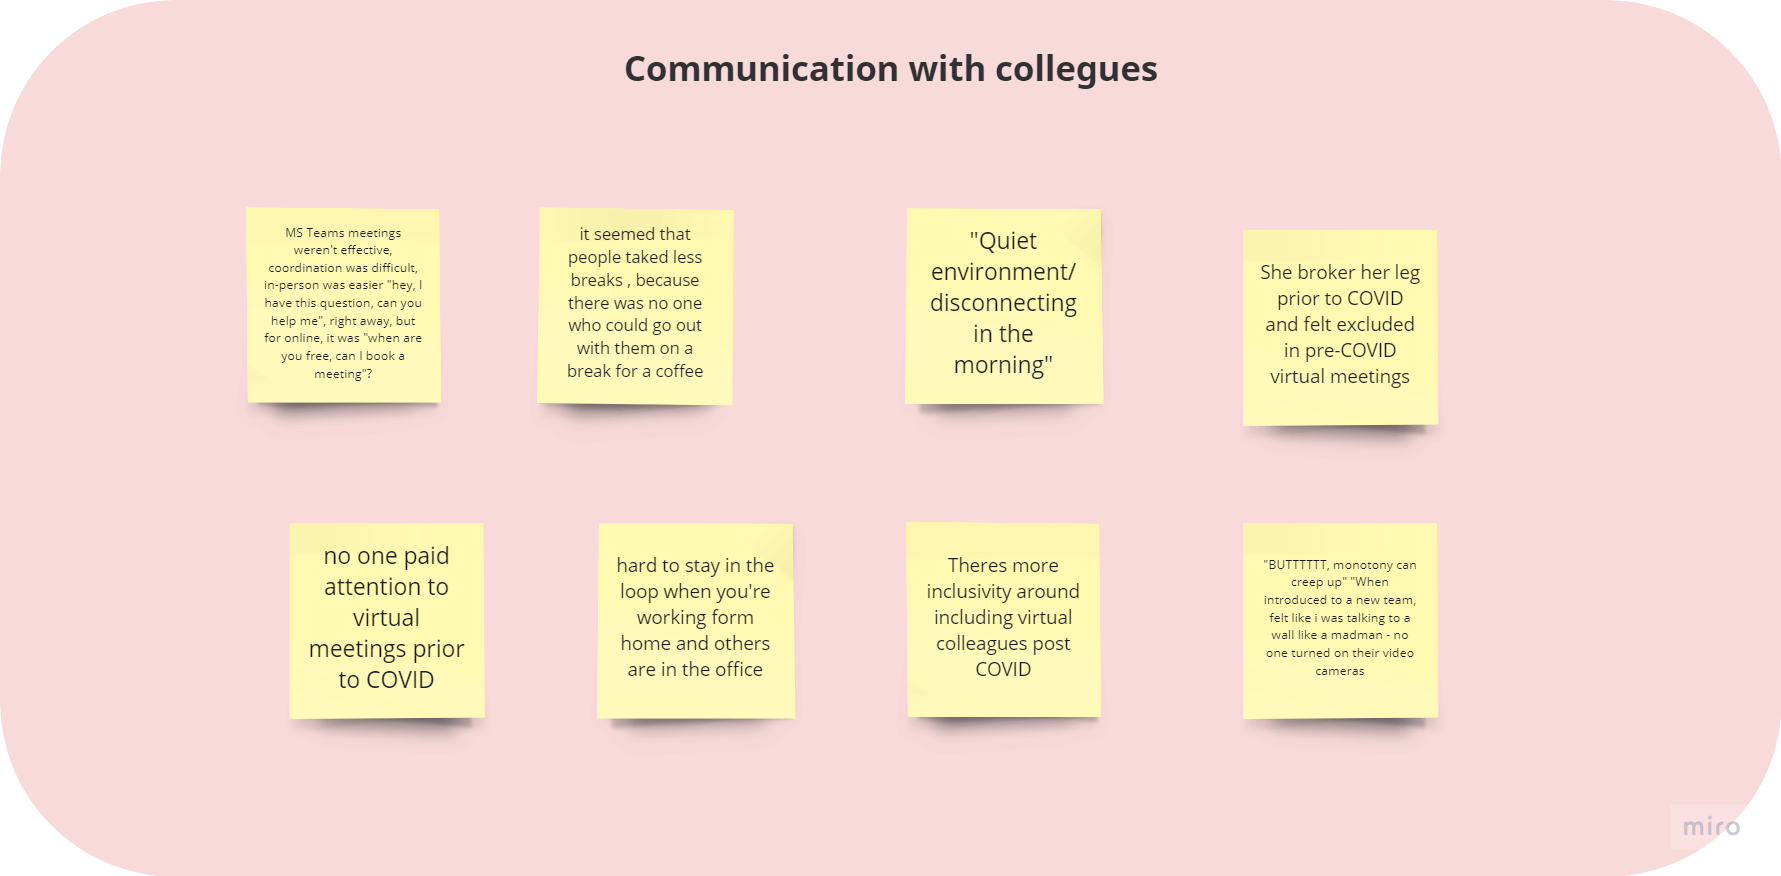 Communication with collegues
MS Teams meetings
weren't effective,
coordination was difficult,
in-person was easier "hey, I
have this question, can you
help me", right away, but
for online, it was "when are
you free, can I book a
meeting"?
it seemed that
people taked less
breaks , because
there was no one
who could go out
with them on a
break for a coffee
"Quiet
environment/
disconnecting
in the
morning"
She broker her leg
prior to COVID
and felt excluded
in pre-COVID
virtual meetings
no one paid
attention to
virtual
meetings prior
to COVID
hard to stay in the
loop when you're
working form
home and others
are in the office
Theres more
inclusivity around
including virtual
colleagues post
COVID
"BUTTTTTT, monotony can
creep up" "When
introduced to a new team,
felt like i was talking to a
wall like a madman - no
one turned on their video
cameras
miro